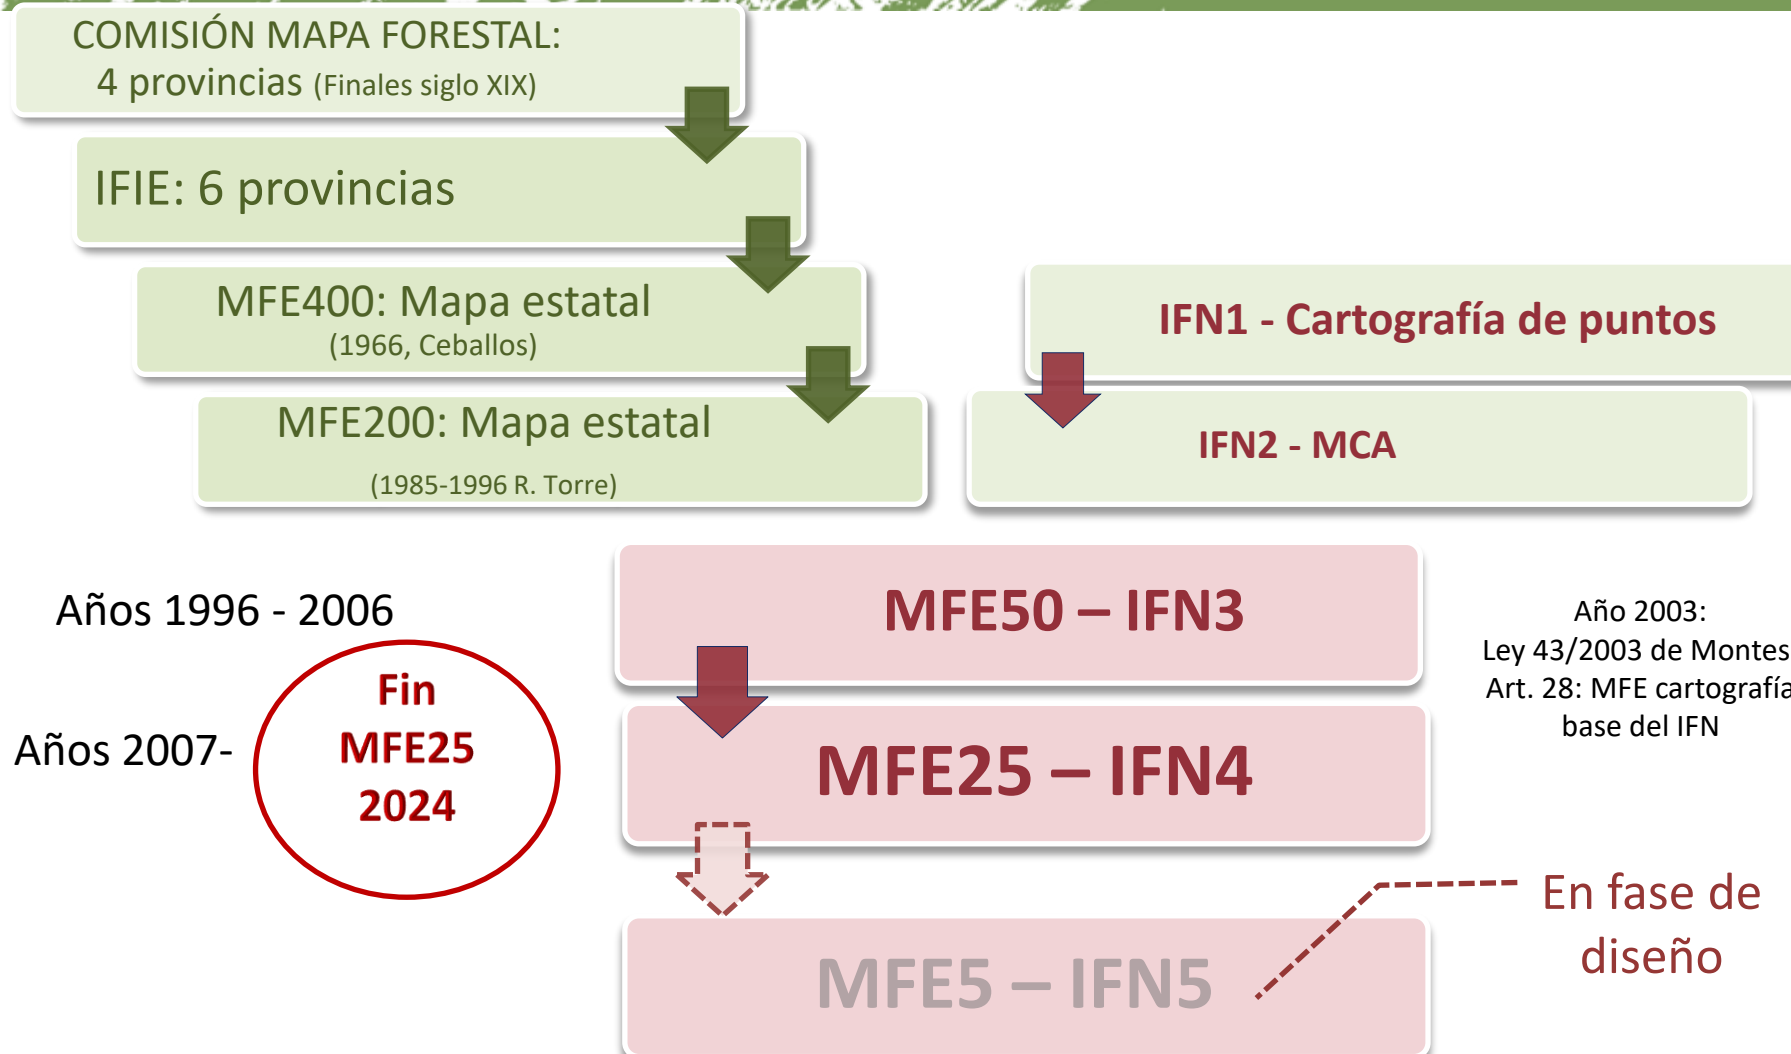 COMISIÓN MAPA FORESTAL:
4 provincias (Finales siglo XIX)
IFIE: 6 provincias
MFE400: Mapa estatal
(1966, Ceballos)
MFE200: Mapa estatal
(1985-1996 R. Torre)
IFN1 - Cartografía de puntos
IFN2 - MCA
Años 1996 - 2006
MFE50 – IFN3
Año 2003:
Ley 43/2003 de Montes
Art. 28: MFE cartografía
base del IFN
Años 2007-
Fin
MFE25
2024
MFE25 – IFN4
En fase de
diseño
MFE5 – IFN5